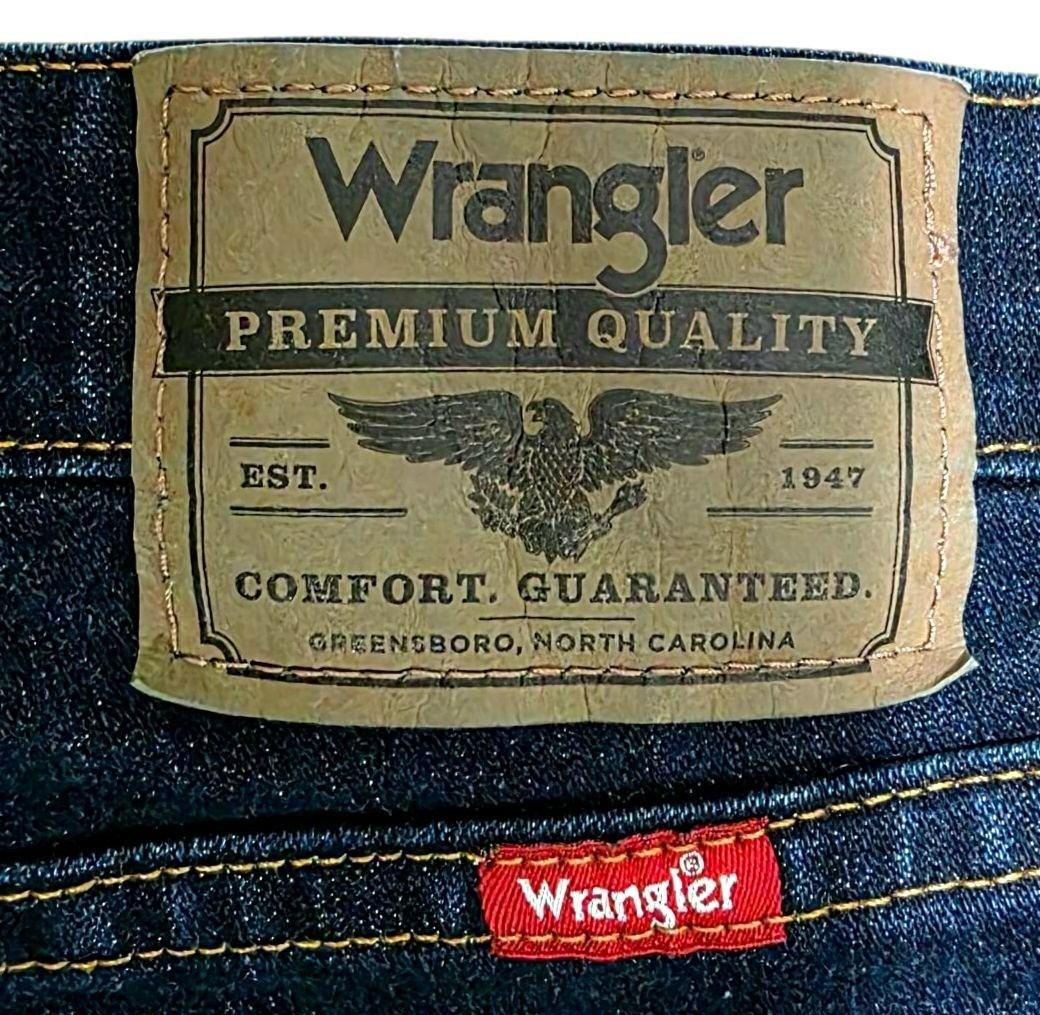 Wrangler®
PREMIUM QUALITY
EST. 1947
COMFORT. GUARANTEED.
GREENSBORO, NORTH CAROLINA
Wrangler®